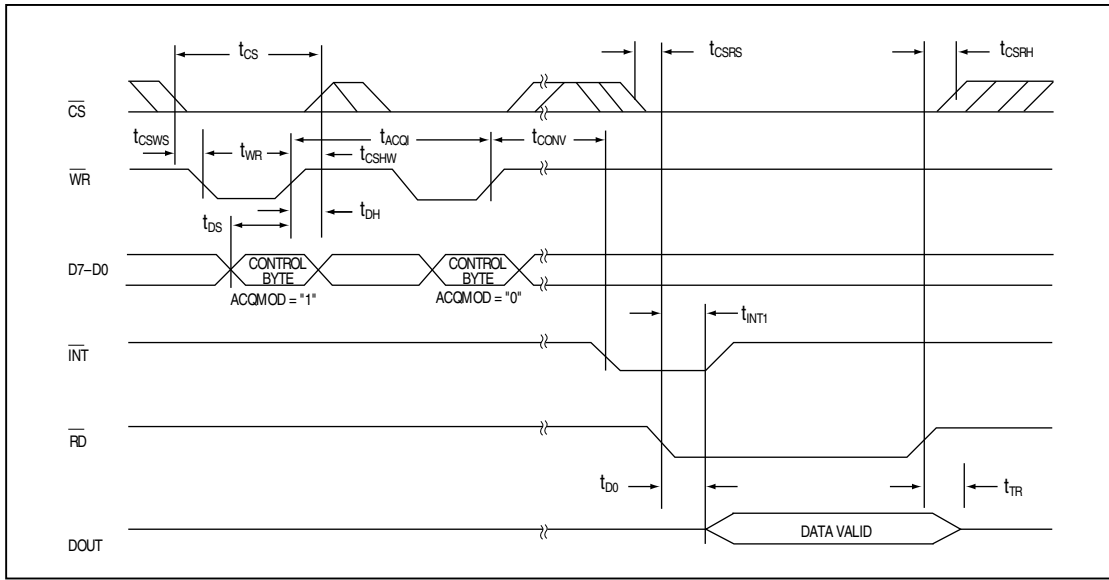 tCS
tCSRS
tCSRH
CS
tCSWS
tWR
tACQI
tCSHW
tCONV
WR
tDS
tDH
D7–D0
CONTROL
BYTE
CONTROL
BYTE
ACQMOD = "1"
ACQMOD = "0"
tINT1
INT
RD
tD0
tTR
DOUT
DATA VALID